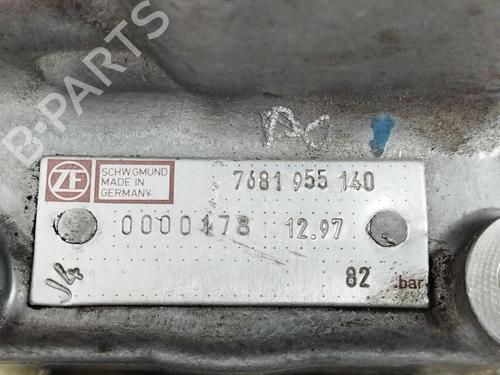 B-PARTS
ZF
SCHW.GMUND
MADE IN
GERMANY
7681 955 140
0000178 12.97
82 bar